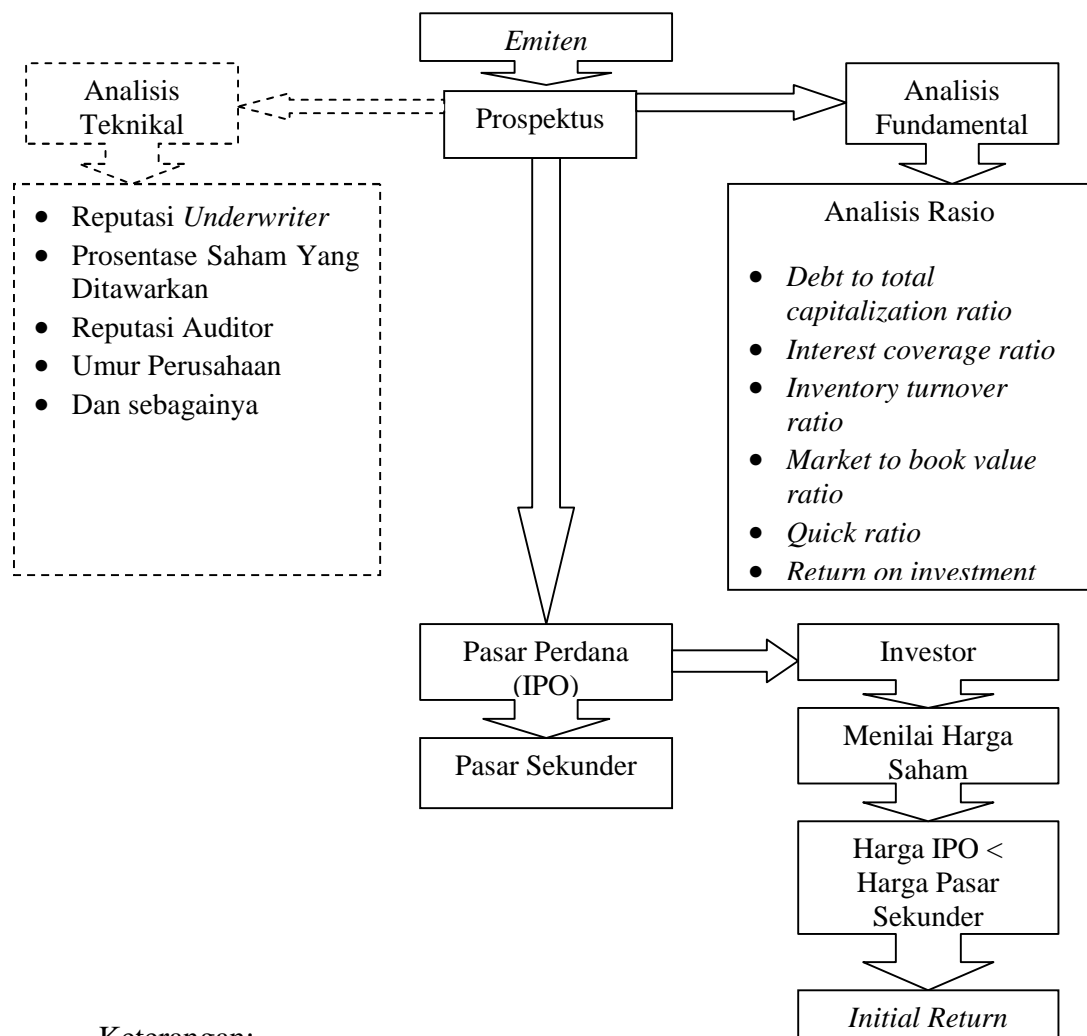 Emiten
Analisis
Teknikal
Prospektus
Analisis
Fundamental
• Reputasi Underwriter
• Prosentase Saham Yang
Ditawarkan
• Reputasi Auditor
• Umur Perusahaan
• Dan sebagainya
Analisis Rasio
• Debt to total
capitalization ratio
• Interest coverage ratio
• Inventory turnover
ratio
• Market to book value
ratio
• Quick ratio
• Return on investment
Pasar Perdana
(IPO)
Investor
Pasar Sekunder
Menilai Harga
Saham
Harga IPO <
Harga Pasar
Sekunder
Initial Return
Keterangan: